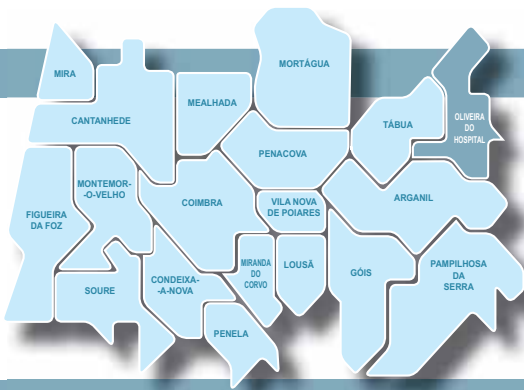 MORTÁGUA
MIRA
MEALHADA
CANTANHEDE
TÁBUA
OLIVEIRA
DO
HOSPITAL
PENACOVA
MONTEMOR-
-O-VELHO
COIMBRA
VILA NOVA
DE POIARES
ARGANIL
FIGUEIRA
DA FOZ
MIRANDA
DO
CORVO
LOUSÃ
GÓIS
PAMPILHOSA
DA
SERRA
SOURE
CONDEIXA-
-A-NOVA
PENELA